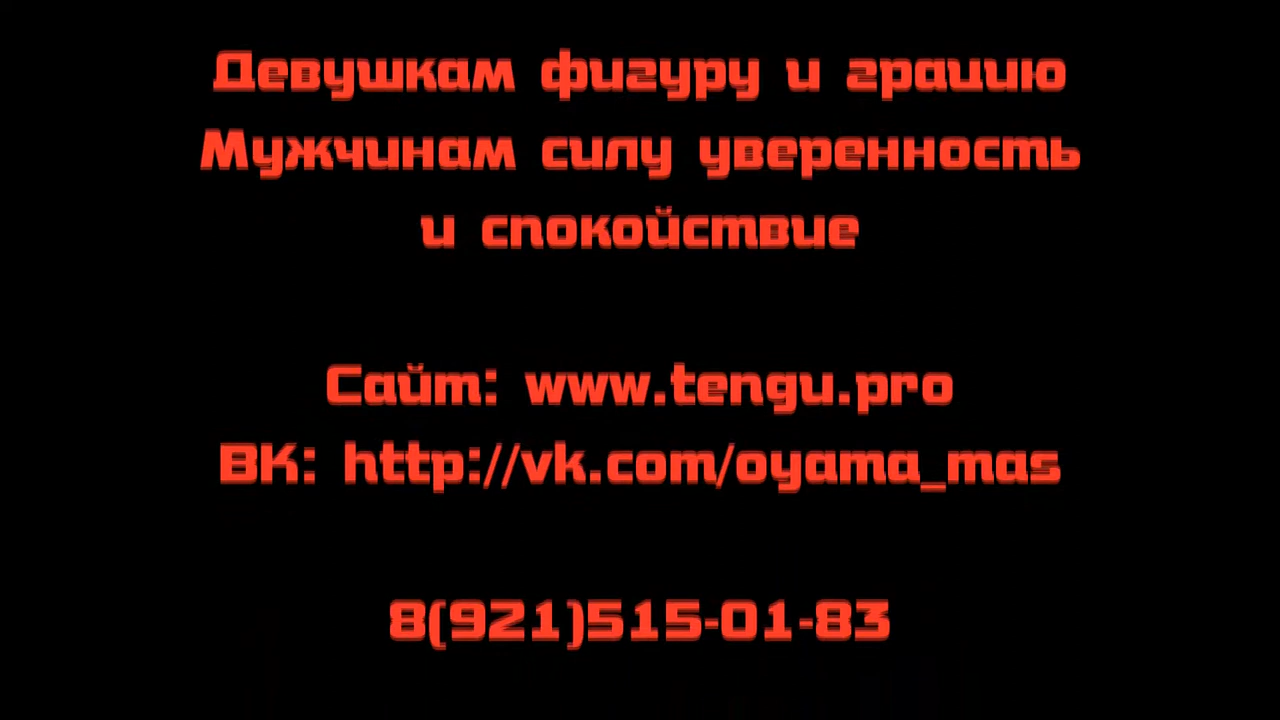 Девушкам фигуру и грацию
Мужчинам силу уверенность
и спокойствие
Сайт: www.tengu.pro
ВК: http://vk.com/oyama_mas
8(921)515-01-83